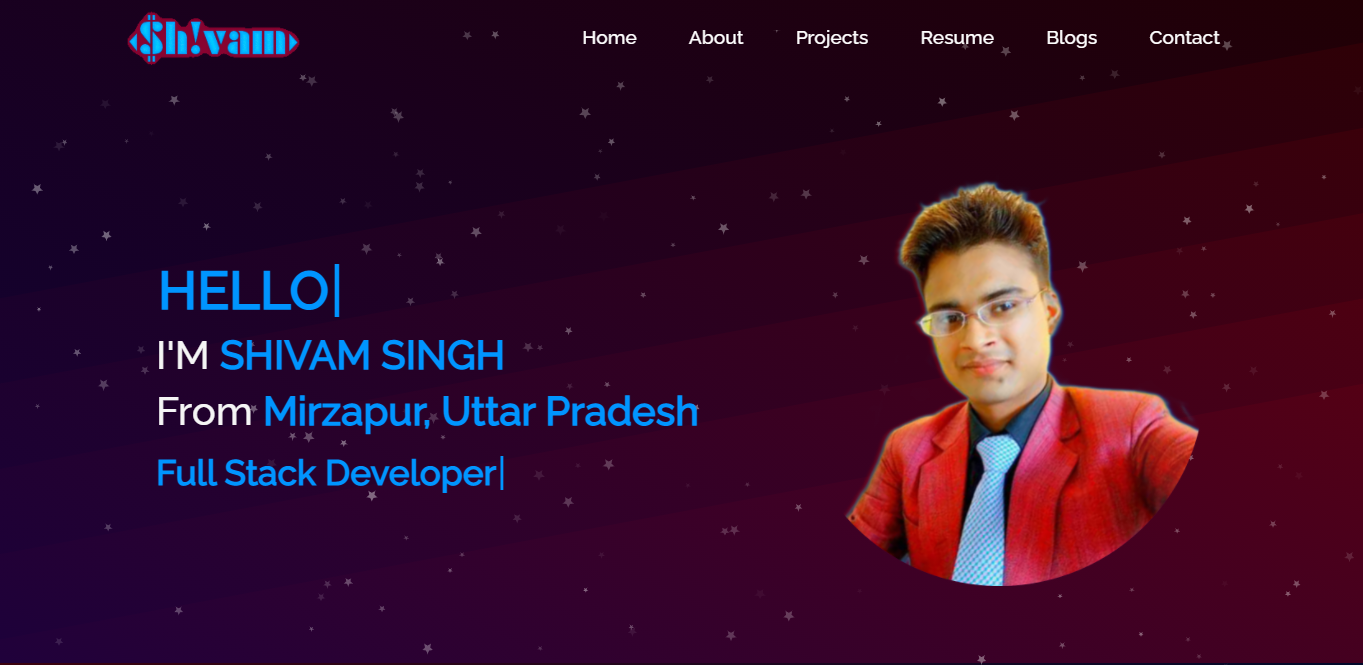 $h!vam
Home About Projects Resume Blogs Contact
HELLO|
I'M SHIVAM SINGH
From Mirzapur, Uttar Pradesh
Full Stack Developer|